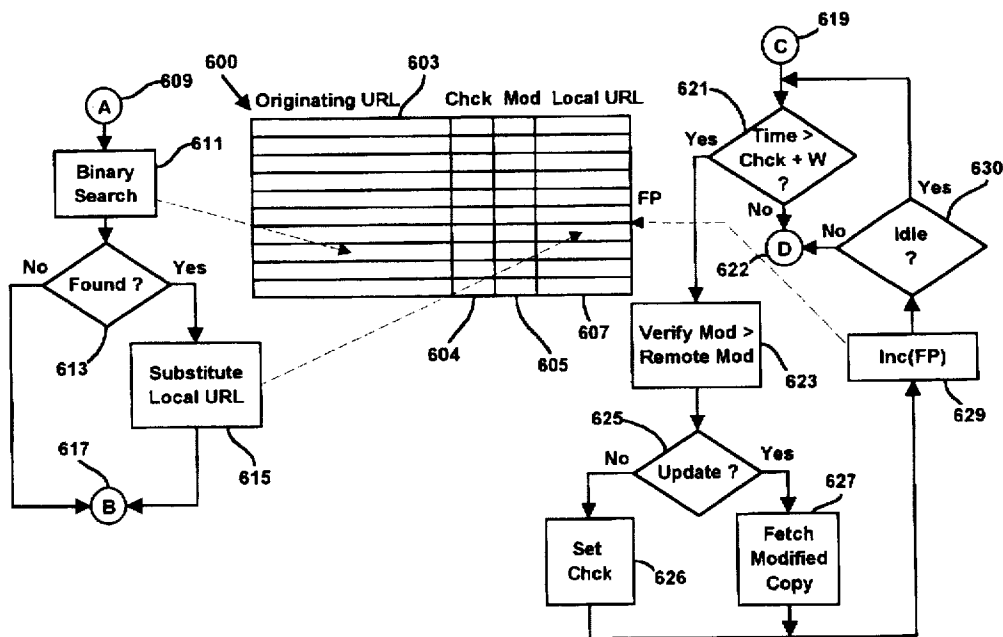 C
619
600
603
609
A
Originating URL
Chck
Mod
Local URL
621
Time >
Chck + W
?
Yes
No
611
Binary
Search
FP
630
Yes
No
Idle
?
D
622
No
Yes
Found ?
613
604
605
607
Verify Mod >
Remote Mod
623
Inc(FP)
629
Substitute
Local URL
615
625
No
Yes
Update ?
627
617
B
Set
Chck
626
Fetch
Modified
Copy